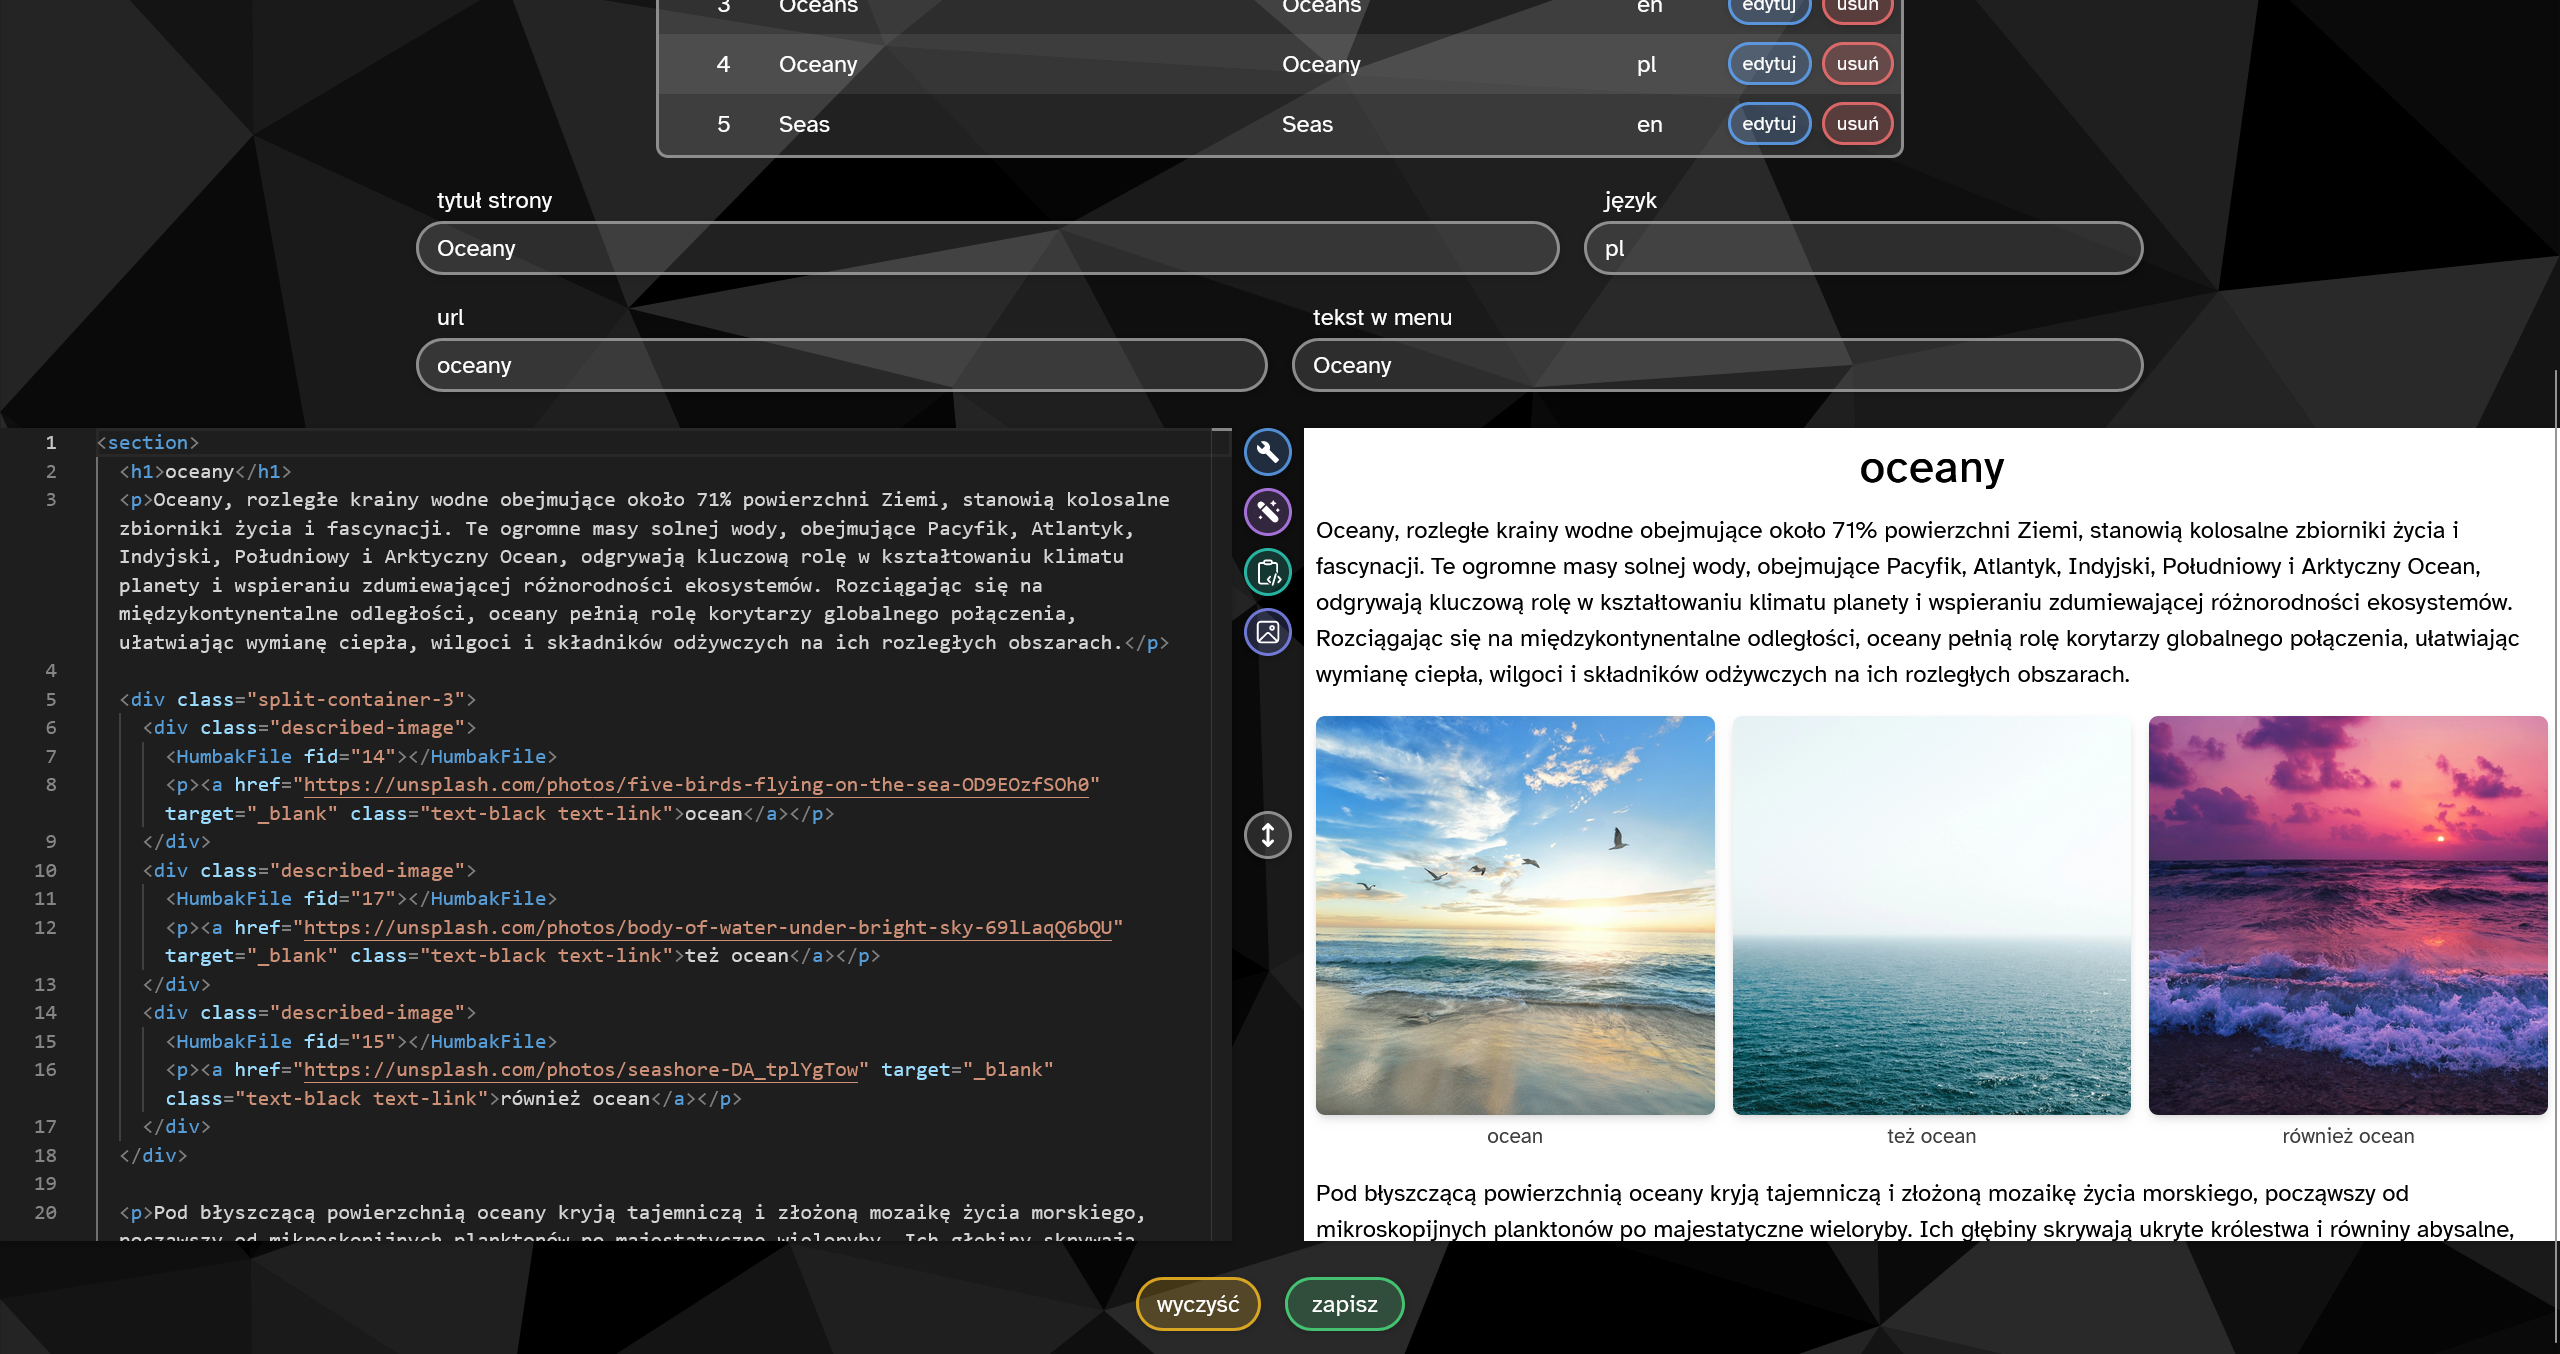 3 Oceans Oceans en edytuj usuń
4 Oceany Oceany pl edytuj usuń
5 Seas Seas en edytuj usuń
tytuł strony język
Oceany pl
url tekst w menu
oceany Oceany
1 <section>
2 <h1>oceany</h1>
3 <p>Oceany, rozległe krainy wodne obejmujące około 71% powierzchni Ziemi, stanowią kolosalne
zbiorniki życia i fascynacji. Te ogromne masy solnej wody, obejmujące Pacyfik, Atlantyk,
Indyjski, Południowy i Arktyczny Ocean, odgrywają kluczową rolę w kształtowaniu klimatu
planety i wspieraniu zdumiewającej różnorodności ekosystemów. Rozciągając się na
międzykontynentalne odległości, oceany pełnią rolę korytarzy globalnego połączenia,
ułatwiając wymianę ciepła, wilgoci i składników odżywczych na ich rozległych obszarach.</p>
4
5 <div class="split-container-3">
6 <div class="described-image">
7 <HumbakFile fid="14"></HumbakFile>
8 <p><a href="https://unsplash.com/photos/five-birds-flying-on-the-sea-OD9EOzfSOh0"
target="_blank" class="text-black text-link">ocean</a></p>
9 </div>
10 <div class="described-image">
11 <HumbakFile fid="17"></HumbakFile>
12 <p><a href="https://unsplash.com/photos/body-of-water-under-bright-sky-69lLaqQ6bQU"
target="_blank" class="text-black text-link">też ocean</a></p>
13 </div>
14 <div class="described-image">
15 <HumbakFile fid="15"></HumbakFile>
16 <p><a href="https://unsplash.com/photos/seashore-DA_tplYgTow" target="_blank"
class="text-black text-link">również ocean</a></p>
17 </div>
18 </div>
19
20 <p>Pod błyszczącą powierzchnią oceany kryją tajemniczą i złożoną mozaikę życia morskiego,
począwszy od mikroskopijnych planktonów po majestatyczne wieloryby. Ich głębiny skrywają
oceany
Oceany, rozległe krainy wodne obejmujące około 71% powierzchni Ziemi, stanowią kolosalne zbiorniki życia i
fascynacji. Te ogromne masy solnej wody, obejmujące Pacyfik, Atlantyk, Indyjski, Południowy i Arktyczny Ocean,
odgrywają kluczową rolę w kształtowaniu klimatu planety i wspieraniu zdumiewającej różnorodności ekosystemów.
Rozciągając się na międzykontynentalne odległości, oceany pełnią rolę korytarzy globalnego połączenia, ułatwiając
wymianę ciepła, wilgoci i składników odżywczych na ich rozległych obszarach.
ocean też ocean również ocean
Pod błyszczącą powierzchnią oceany kryją tajemniczą i złożoną mozaikę życia morskiego, począwszy od
mikroskopijnych planktonów po majestatyczne wieloryby. Ich głębiny skrywają ukryte królestwa i równiny abysalne,
wyczyść zapisz